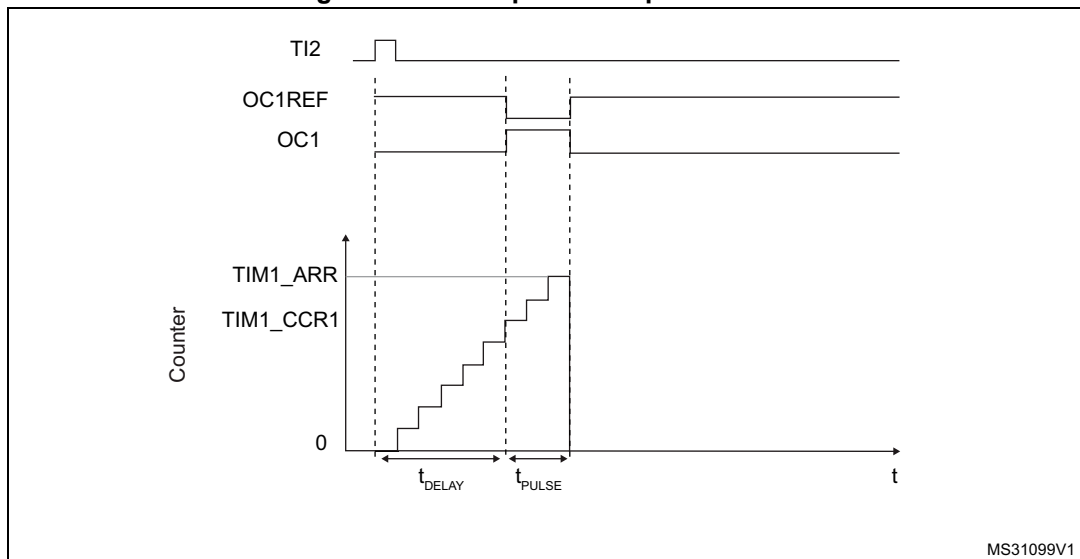 TI2
OC1REF
OC1
TIM1_ARR
TIM1_CCR1
Counter
0
tDELAY
tPULSE
t
MS31099V1